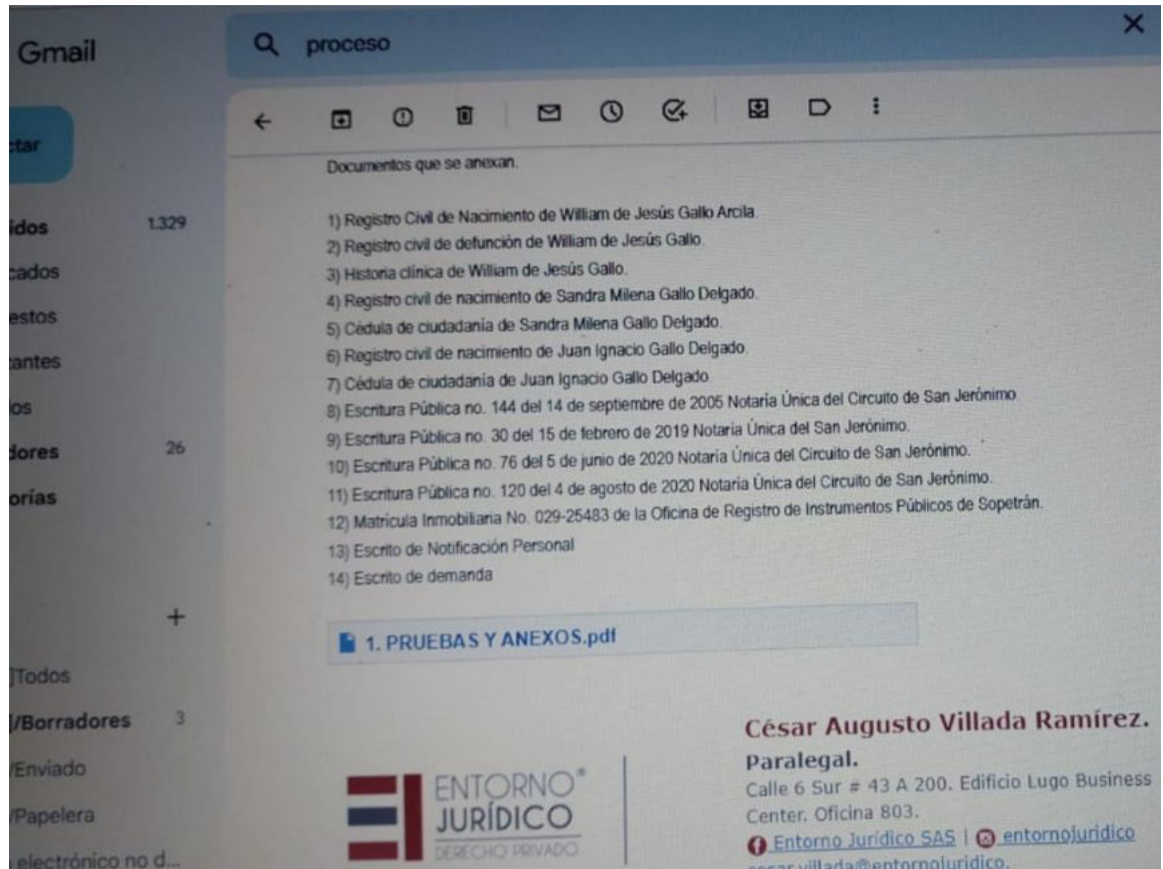 Gmail
proceso
ctar
idos 1.329
cados
estos
tantes
os
dores 26
orías
Documentos que se anexan.
1) Registro Civil de Nacimiento de William de Jesús Gallo Arcila.
2) Registro civil de defunción de William de Jesús Gallo.
3) Historia clínica de William de Jesús Gallo.
4) Registro civil de nacimiento de Sandra Milena Gallo Delgado.
5) Cédula de ciudadanía de Sandra Milena Gallo Delgado.
6) Registro civil de nacimiento de Juan Ignacio Gallo Delgado.
7) Cédula de ciudadanía de Juan Ignacio Gallo Delgado
8) Escritura Pública no. 144 del 14 de septiembre de 2005 Notaría Única del Circuito de San Jerónimo.
9) Escritura Pública no. 30 del 15 de febrero de 2019 Notaría Única del San Jerónimo.
10) Escritura Pública no. 76 del 5 de junio de 2020 Notaría Única del Circuito de San Jerónimo.
11) Escritura Pública no. 120 del 4 de agosto de 2020 Notaría Única del Circuito de San Jerónimo.
12) Matrícula Inmobiliaria No. 029-25483 de la Oficina de Registro de Instrumentos Públicos de Sopetrán.
13) Escrito de Notificación Personal
14) Escrito de demanda
1. PRUEBAS Y ANEXOS.pdf
]Todos
]/Borradores 3
/Enviado
/Papelera
electrónico no d...
ENTORNO®
JURÍDICO
DERECHO PRIVADO
César Augusto Villada Ramírez.
Paralegal.
Calle 6 Sur # 43 A 200. Edificio Lugo Business
Center. Oficina 803.
Entorno Jurídico SAS | entornojuridico
cesar.villada@entornojuridico.